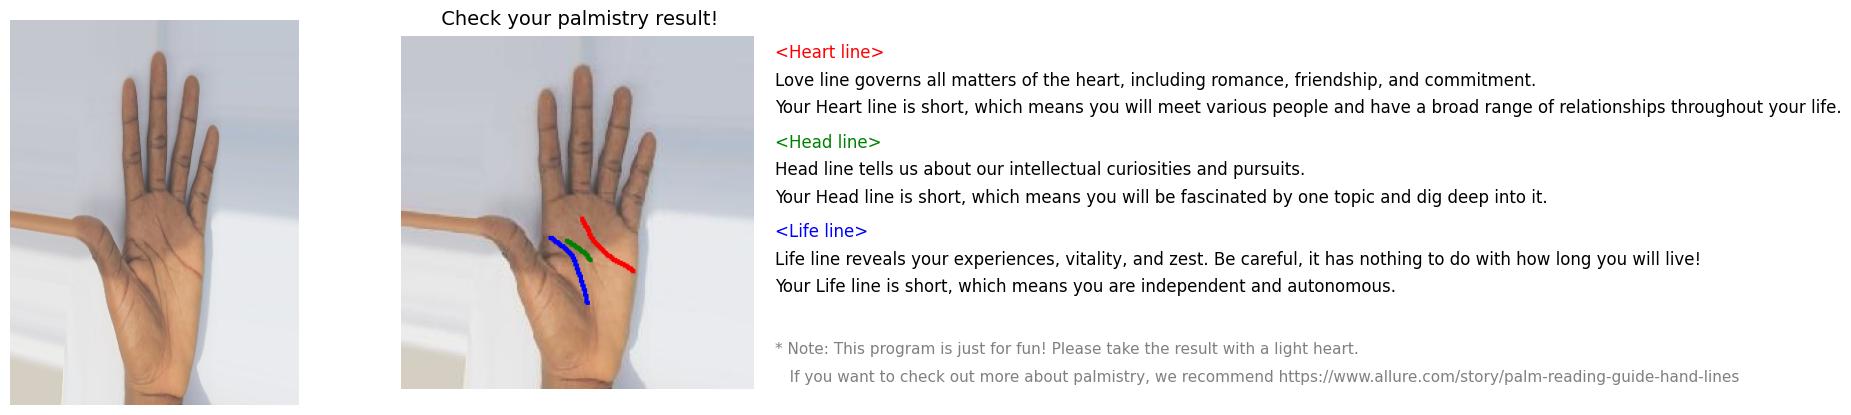 Check your palmistry result!
<Heart line>
Love line governs all matters of the heart, including romance, friendship, and commitment.
Your Heart line is short, which means you will meet various people and have a broad range of relationships throughout your life.
<Head line>
Head line tells us about our intellectual curiosities and pursuits.
Your Head line is short, which means you will be fascinated by one topic and dig deep into it.
<Life line>
Life line reveals your experiences, vitality, and zest. Be careful, it has nothing to do with how long you will live!
Your Life line is short, which means you are independent and autonomous.
* Note: This program is just for fun! Please take the result with a light heart.
If you want to check out more about palmistry, we recommend https://www.allure.com/story/palm-reading-guide-hand-lines